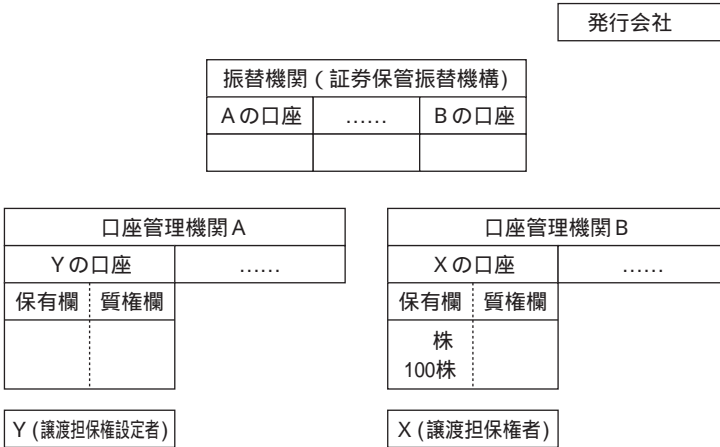 発行会社
振替機関(証券保管振替機構)
Aの口座 …… Bの口座
口座管理機関A
Yの口座 ……
保有欄 質権欄
口座管理機関B
Xの口座 ……
保有欄 質権欄
株
100株
Y(譲渡担保権設定者)
X(譲渡担保権者)